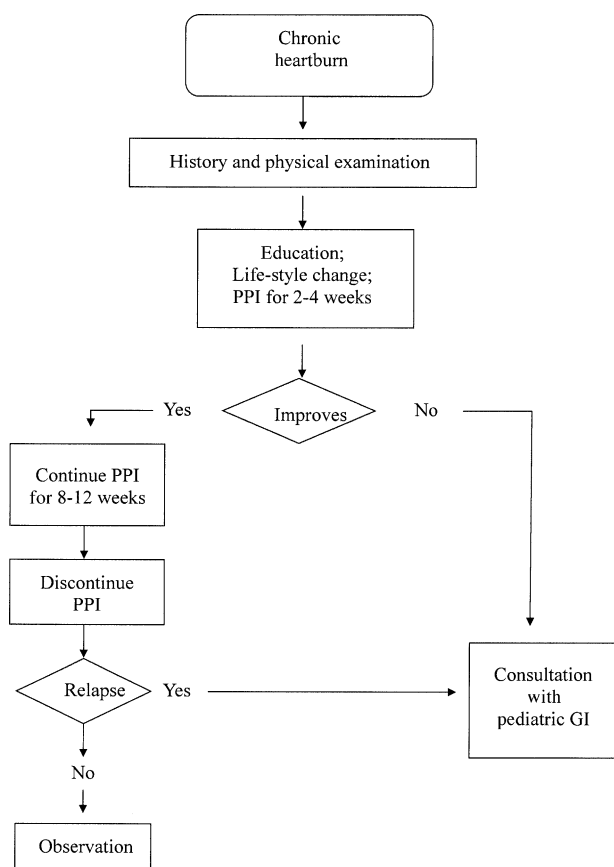 Chronic
heartburn
History and physical examination
Education;
Life-style change;
PPI for 2-4 weeks
Yes
Improves
No
Continue PPI
for 8-12 weeks
Discontinue
PPI
Relapse
Yes
Consultation
with
pediatric GI
No
Observation